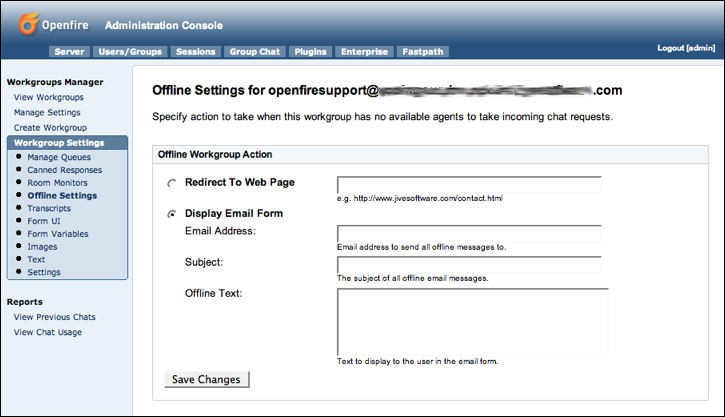 Openfire Administration Console
Server Users/Groups Sessions Group Chat Plugins Enterprise Fastpath
Logout [admin]
Workgroups Manager
View Workgroups
Manage Settings
Create Workgroup
Workgroup Settings
Manage Queues
Canned Responses
Room Monitors
Offline Settings
Transcripts
Form UI
Form Variables
Images
Text
Settings
Reports
View Previous Chats
View Chat Usage
Offline Settings for openfiresupport@ .com
Specify action to take when this workgroup has no available agents to take incoming chat requests.
Offline Workgroup Action
Redirect To Web Page
e.g. http://www.jivesoftware.com/contact.html
Display Email Form
Email Address:
Email address to send all offline messages to.
Subject:
The subject of all offline email messages.
Offline Text:
Text to display to the user in the email form.
Save Changes